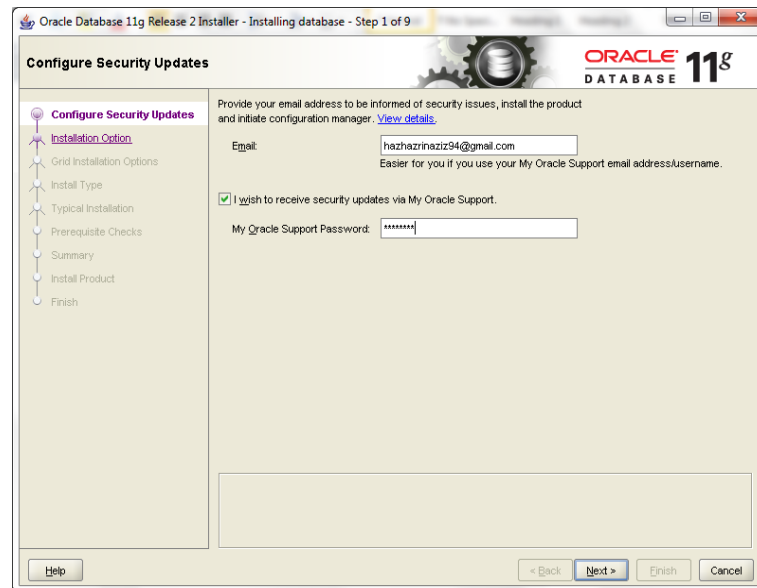 Oracle Database 11g Release 2 Installer - Installing database - Step 1 of 9
Configure Security Updates
ORACLE
DATABASE
11g
Configure Security Updates
Installation Option
Grid Installation Options
Install Type
Typical Installation
Prerequisite Checks
Summary
Install Product
Finish
Provide your email address to be informed of security issues, install the product
and initiate configuration manager. View details.
Email: hazhazrinaziz94@gmail.com
Easier for you if you use your My Oracle Support email address/username.
I wish to receive security updates via My Oracle Support.
My Oracle Support Password: ********
Help
< Back
Next >
Finish
Cancel